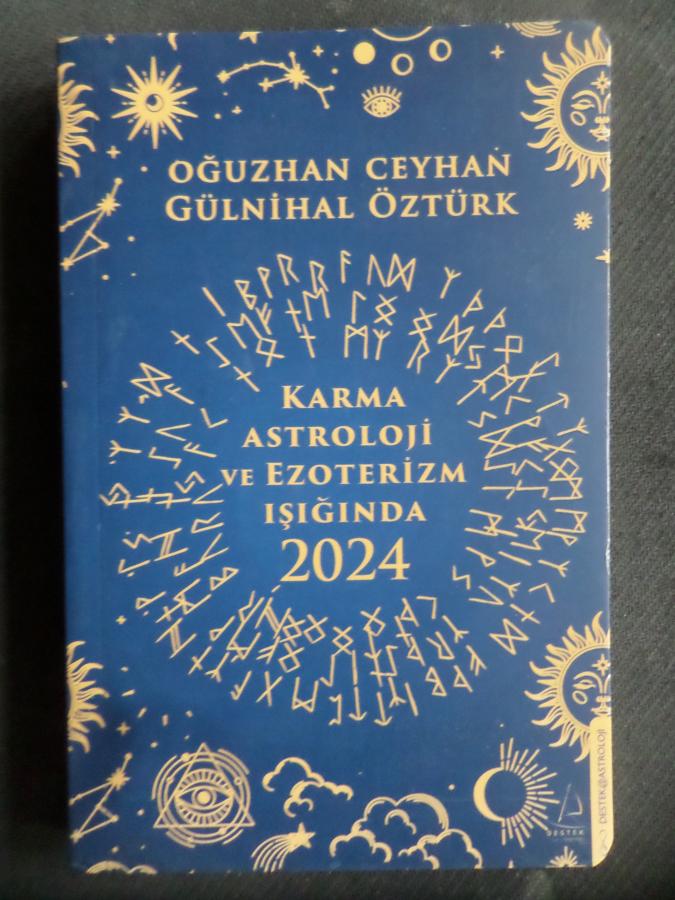 OĞUZHAN CEYHAN
GÜLNİHAL ÖZTÜRK
KARMA
ASTROLOJİ
VE EZOTERİZM
IŞIĞINDA
2024
DESTEK
DESTEK@ASTROLOJİ